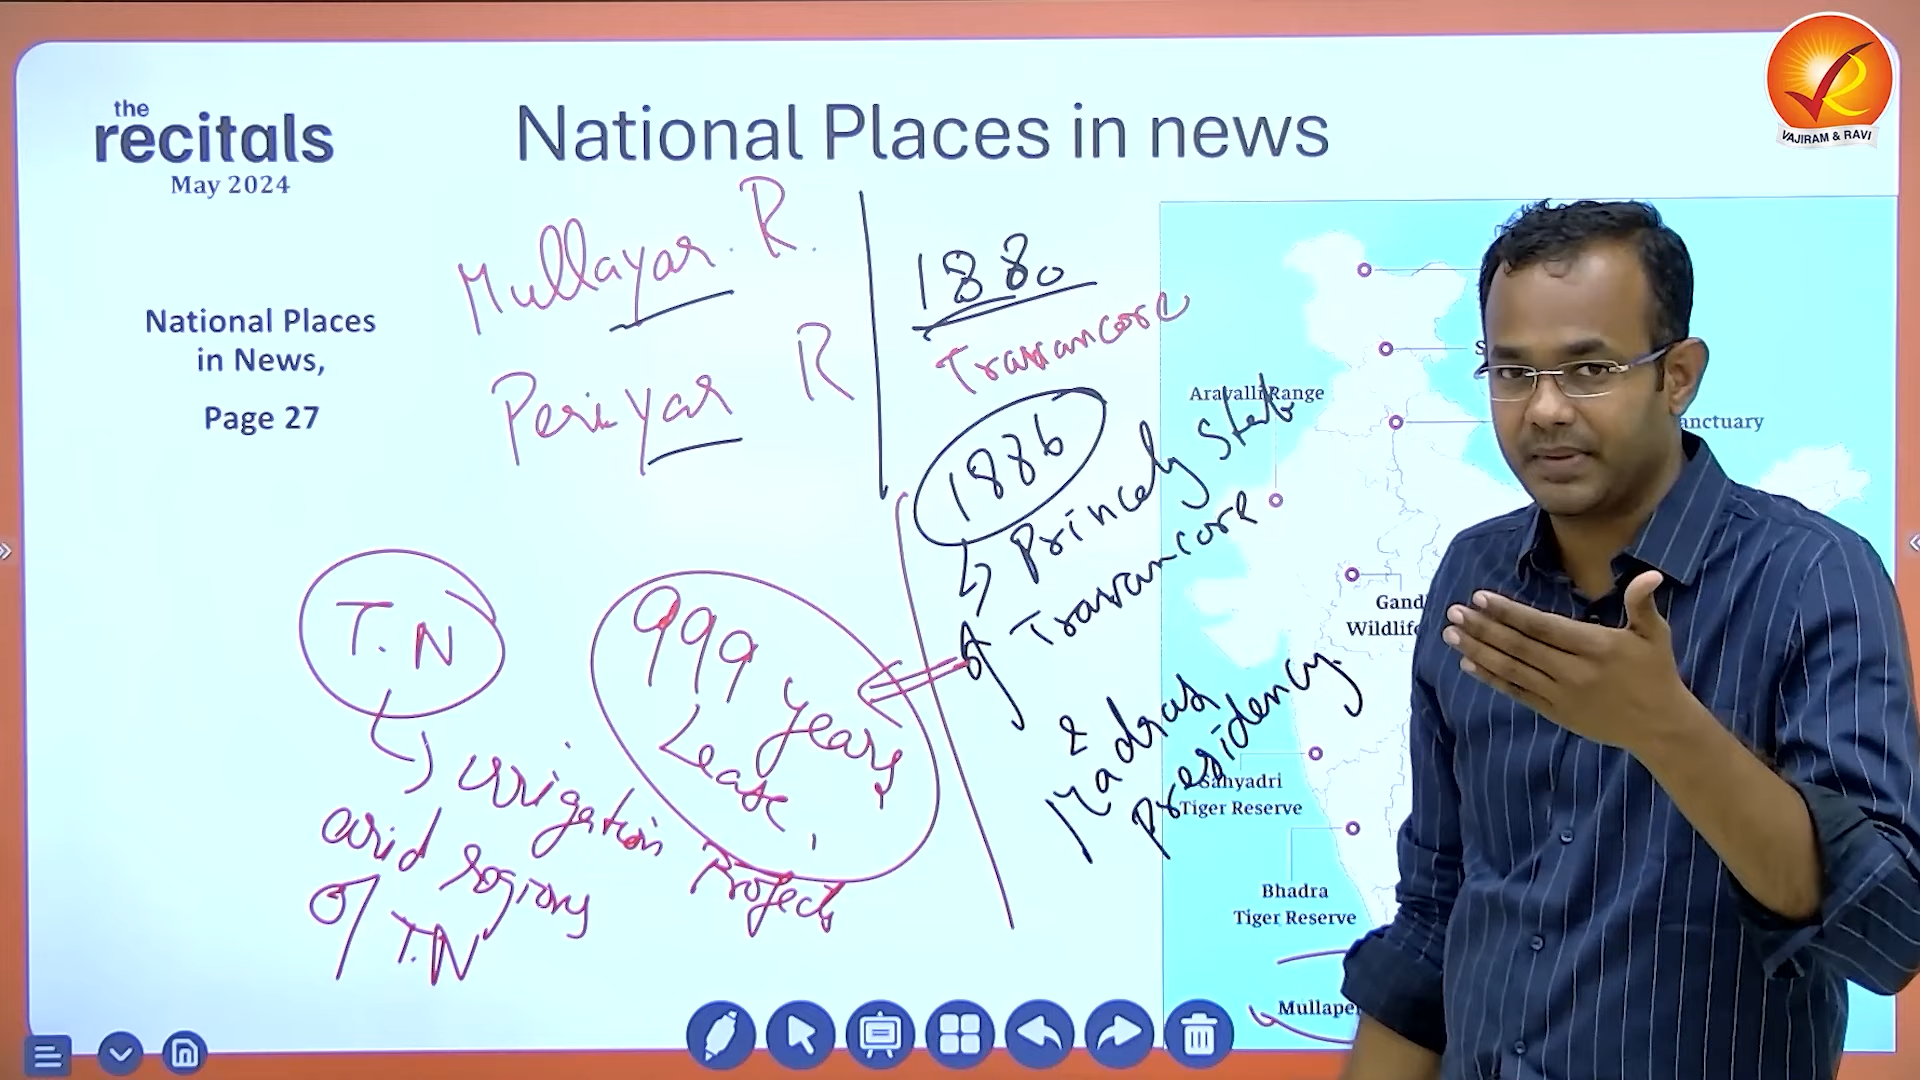 the
recitals
May 2024
National Places in news
VAJIRAM & RAVI
National Places
in News,
Page 27
Mullayar. R.
Periyar R
1880
Travancore
1886
Princely State
of Travancore
&
Madras
Presidency.
T.N
irrigation Project
arid regions
of T.N
999 years
Lease,
Aravalli Range
S
anctuary
Gand
Wildlife
Sahyadri
Tiger Reserve
Bhadra
Tiger Reserve
Mullape